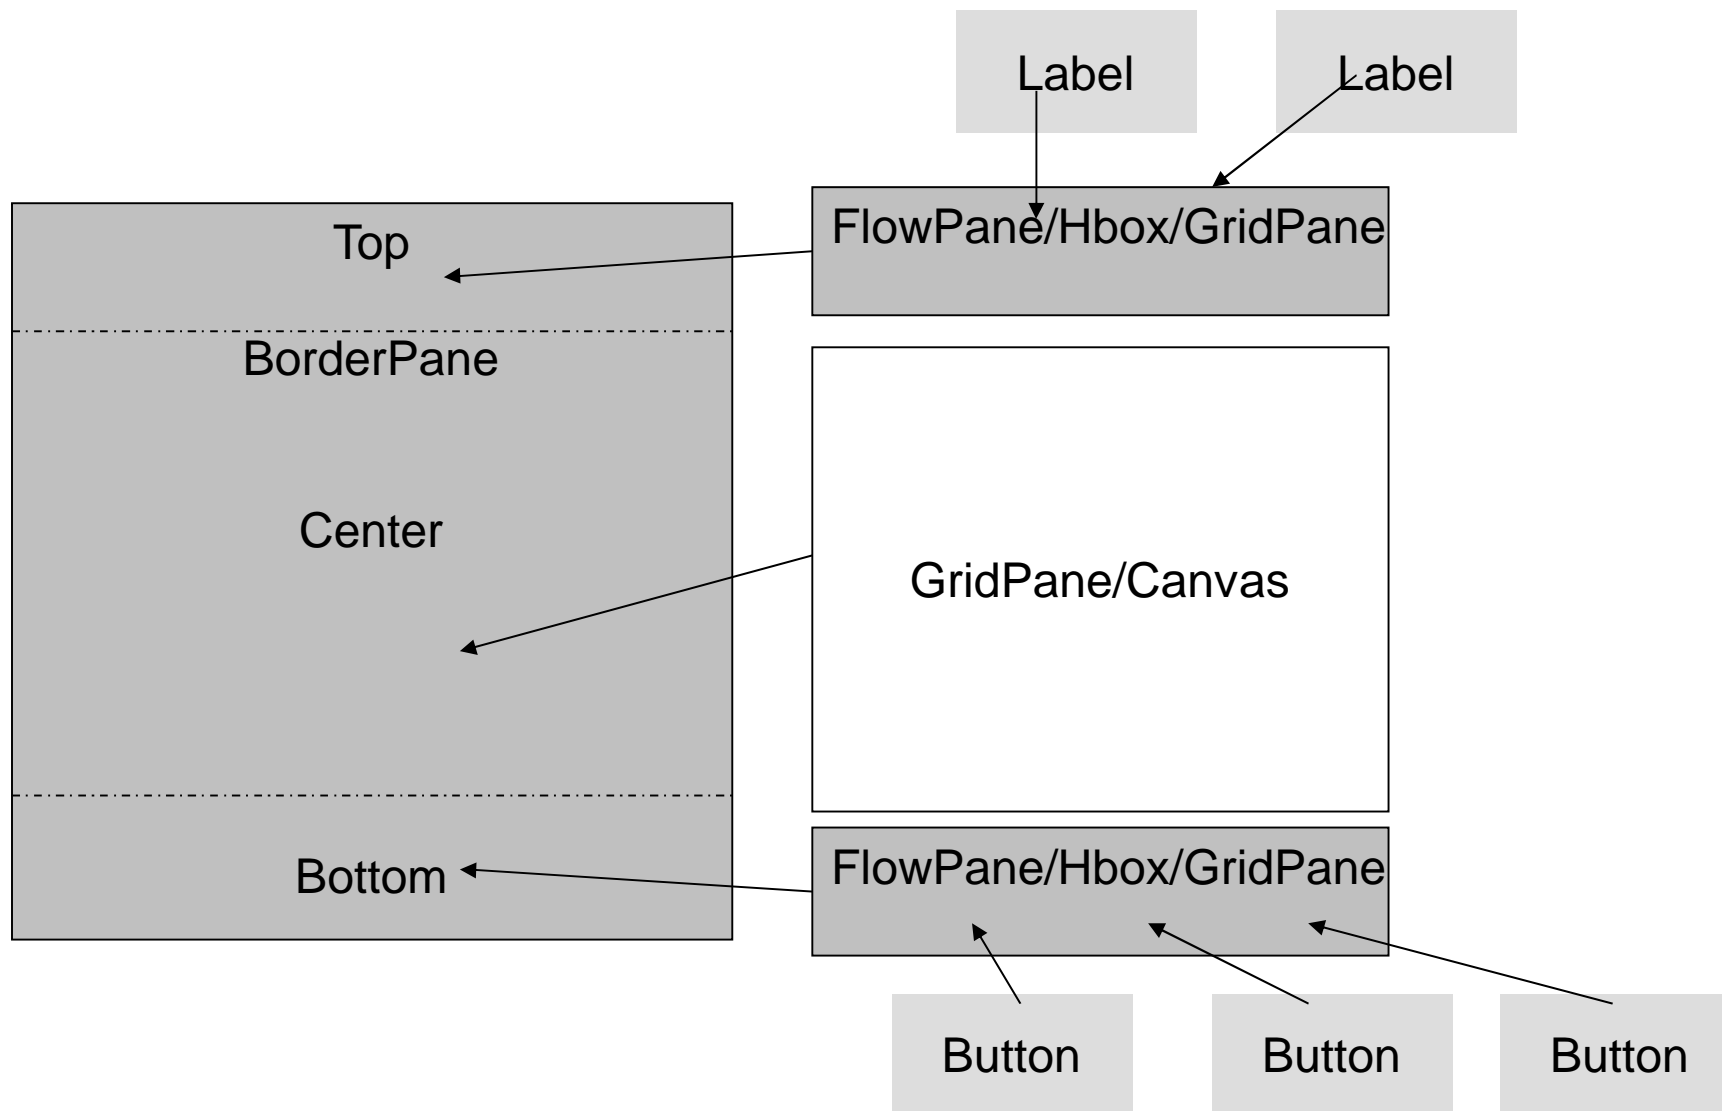 Label
Label
Top
FlowPane/Hbox/GridPane
BorderPane
Center
GridPane/Canvas
Bottom
FlowPane/Hbox/GridPane
Button
Button
Button